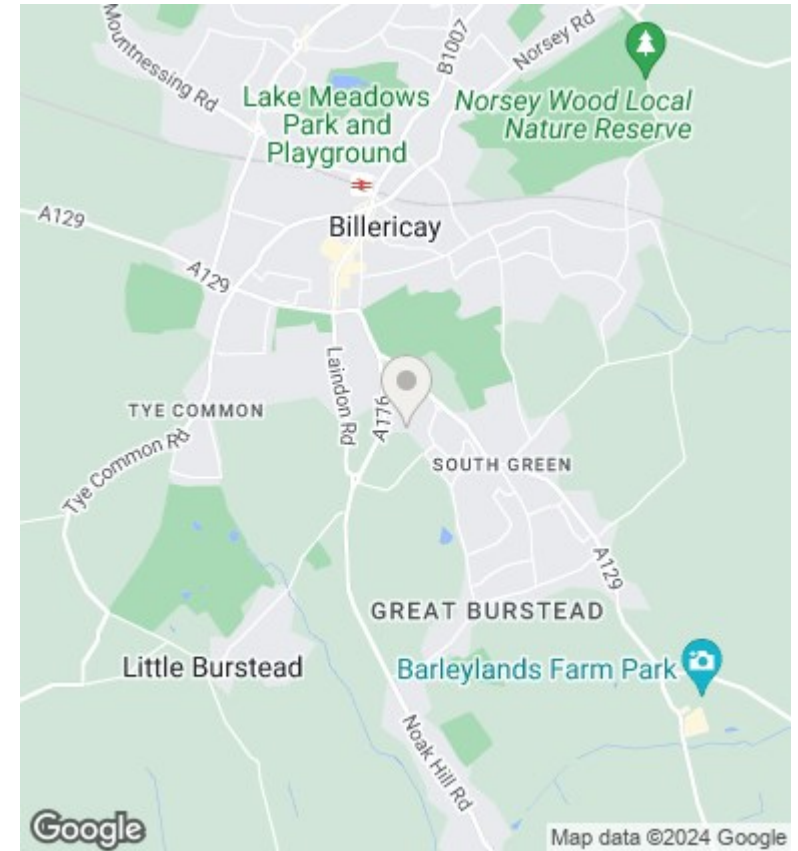 Mountnessing Rd
B1007
Norsey Rd
Lake Meadows
Park and
Playground
Norsey Wood Local
Nature Reserve
A129
Billericay
A129
Laindon Rd
A176
TYE COMMON
Tye Common Rd
SOUTH GREEN
A129
GREAT BURSTEAD
Little Burstead
Barleylands Farm Park
Noak Hill Rd
Google
Map data ©2024 Google